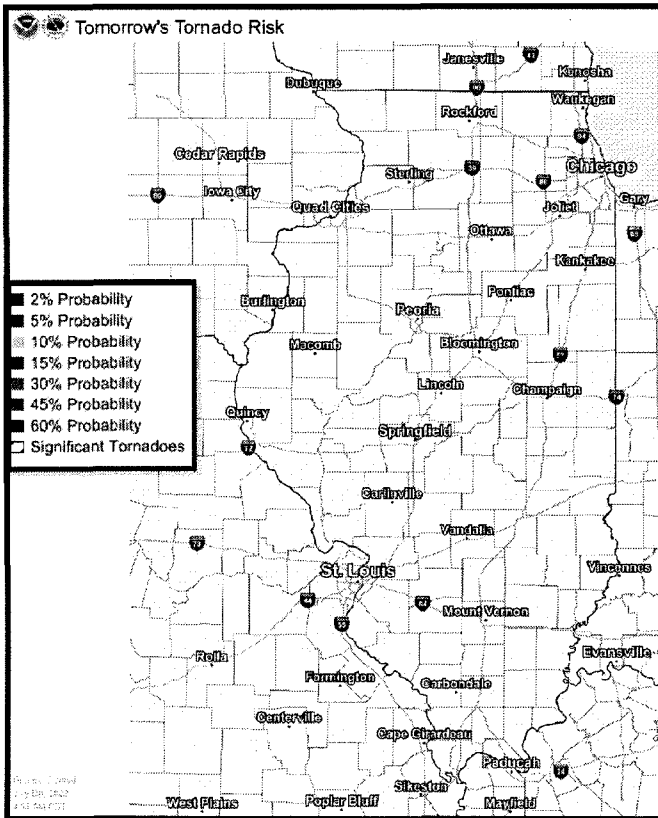 Tomorrow's Tornado Risk
Janesville
Kenosha
Dubuque
Waukegan
Rockford
Cedar Rapids
Chicago
Sterling
Iowa City
Gary
Quad Cities
Joliet
Ottawa
Kankakee
2% Probability
5% Probability
10% Probability
15% Probability
30% Probability
45% Probability
60% Probability
Significant Tornadoes
Burlington
Pontiac
Peoria
Macomb
Bloomington
Lincoln
Champaign
Quincy
Springfield
Carlinville
Vandalia
St. Louis
Vincennes
Mount Vernon
Evansville
Rolla
Farmington
Carbondale
Centerville
Cape Girardeau
Paducah
Sikeston
West Plains
Poplar Bluff
Mayfield